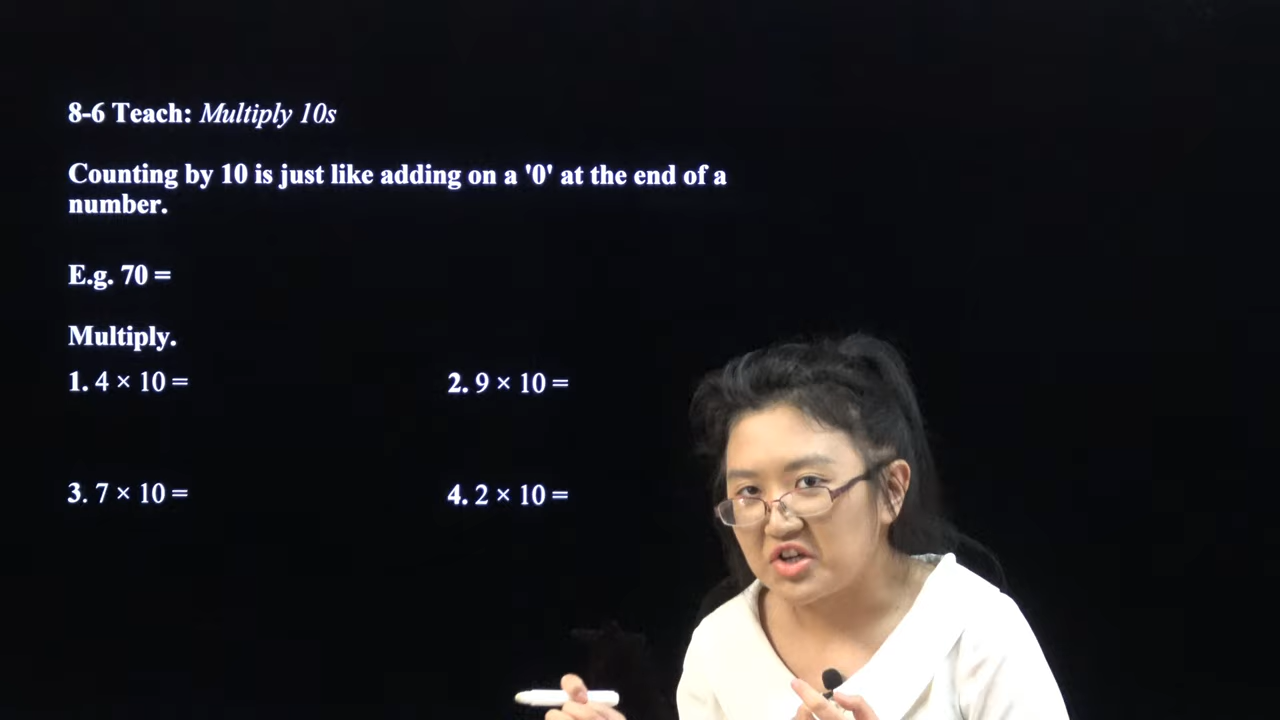 8-6 Teach: Multiply 10s
Counting by 10 is just like adding on a '0' at the end of a
number.
E.g. 70 =
Multiply.
1. 4 × 10 =
2. 9 × 10 =
3. 7 × 10 =
4. 2 × 10 =